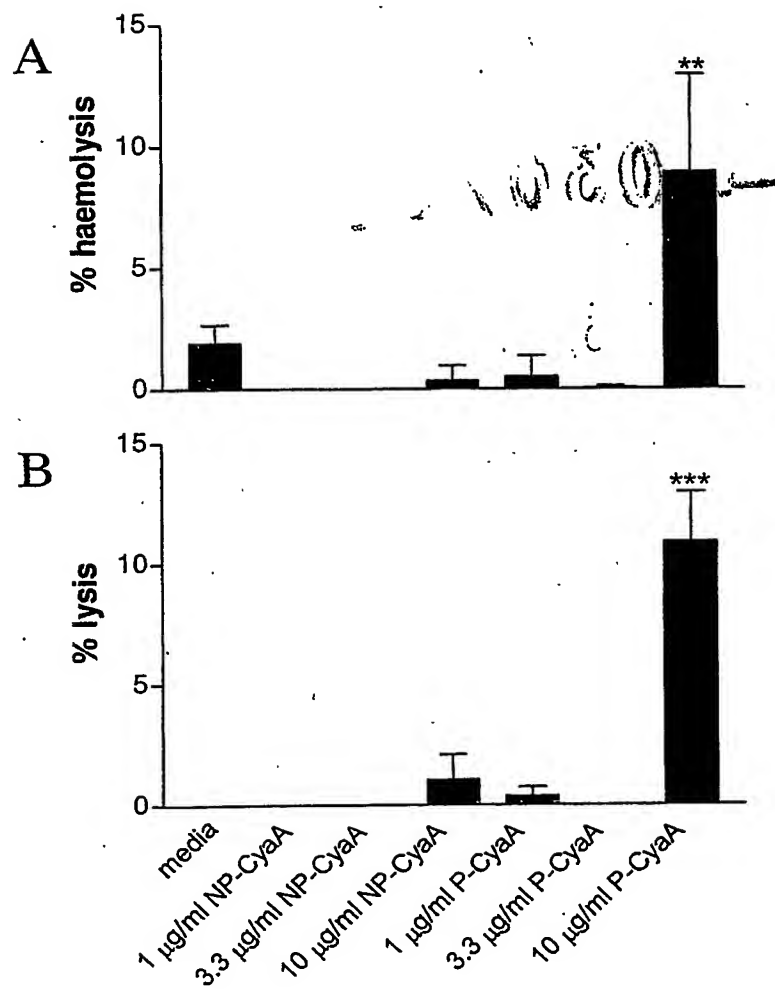 A
% haemolysis
15
10
5
0
**
B
% lysis
15
10
5
0
***
media
1 µg/ml NP-CyaA
3.3 µg/ml NP-CyaA
10 µg/ml NP-CyaA
1 µg/ml P-CyaA
3.3 µg/ml P-CyaA
10 µg/ml P-CyaA